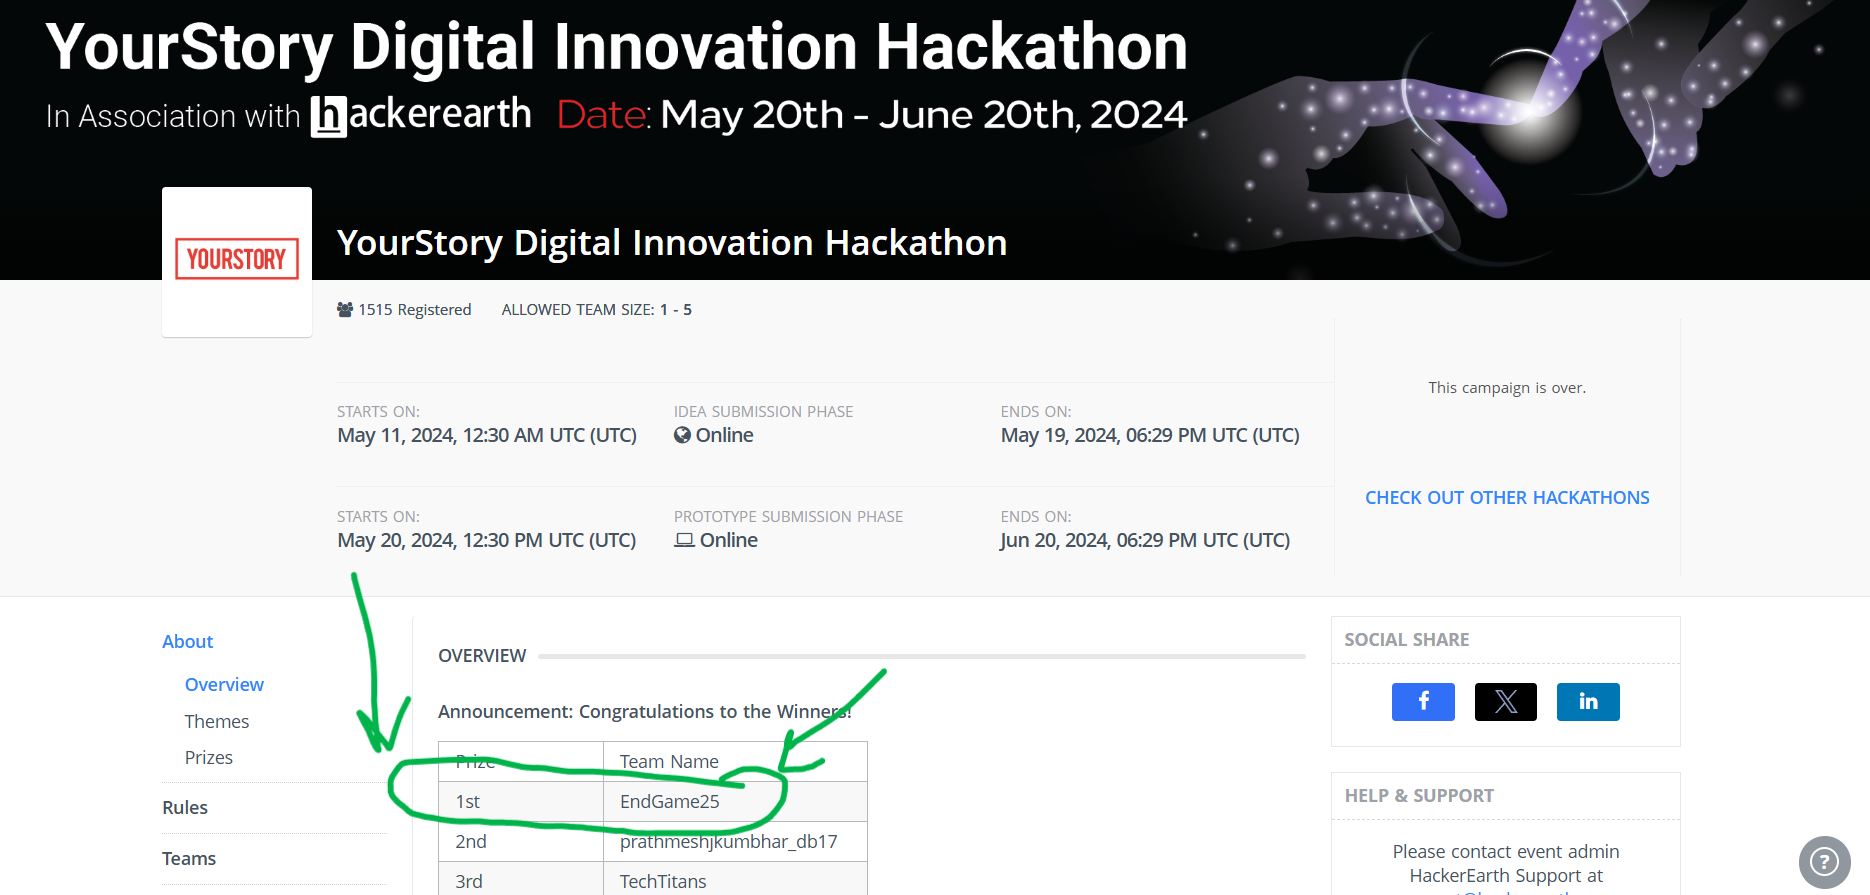 YourStory Digital Innovation Hackathon
In Association with hackerearth Date: May 20th - June 20th, 2024
YOURSTORY
YourStory Digital Innovation Hackathon
1515 Registered ALLOWED TEAM SIZE: 1 - 5
STARTS ON: IDEA SUBMISSION PHASE ENDS ON:
May 11, 2024, 12:30 AM UTC (UTC) Online May 19, 2024, 06:29 PM UTC (UTC)
STARTS ON: PROTOTYPE SUBMISSION PHASE ENDS ON:
May 20, 2024, 12:30 PM UTC (UTC) Online Jun 20, 2024, 06:29 PM UTC (UTC)
This campaign is over.
CHECK OUT OTHER HACKATHONS
About
Overview
Themes
Prizes
Rules
Teams
OVERVIEW
Announcement: Congratulations to the Winners!
Prize Team Name
1st EndGame25
2nd prathmeshjkumbhar_db17
3rd TechTitans
SOCIAL SHARE
f X in
HELP & SUPPORT
Please contact event admin
HackerEarth Support at
?